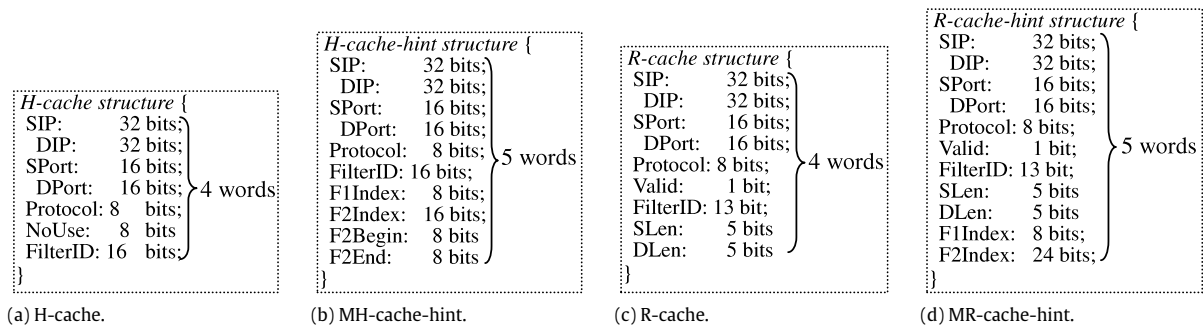 H-cache structure {
SIP: 32 bits;
DIP: 32 bits;
SPort: 16 bits;
DPort: 16 bits;
Protocol: 8 bits;
NoUse: 8 bits
FilterID: 16 bits;
}
4 words
(a) H-cache.
H-cache-hint structure {
SIP: 32 bits;
DIP: 32 bits;
SPort: 16 bits;
DPort: 16 bits;
Protocol: 8 bits;
FilterID: 16 bits;
F1Index: 8 bits;
F2Index: 16 bits;
F2Begin: 8 bits
F2End: 8 bits
}
5 words
(b) MH-cache-hint.
R-cache structure {
SIP: 32 bits;
DIP: 32 bits;
SPort: 16 bits;
DPort: 16 bits;
Protocol: 8 bits;
Valid: 1 bit;
FilterID: 13 bit;
SLen: 5 bits
DLen: 5 bits
}
4 words
(c) R-cache.
R-cache-hint structure {
SIP: 32 bits;
DIP: 32 bits;
SPort: 16 bits;
DPort: 16 bits;
Protocol: 8 bits;
Valid: 1 bit;
FilterID: 13 bit;
SLen: 5 bits
DLen: 5 bits
F1Index: 8 bits;
F2Index: 24 bits;
}
5 words
(d) MR-cache-hint.